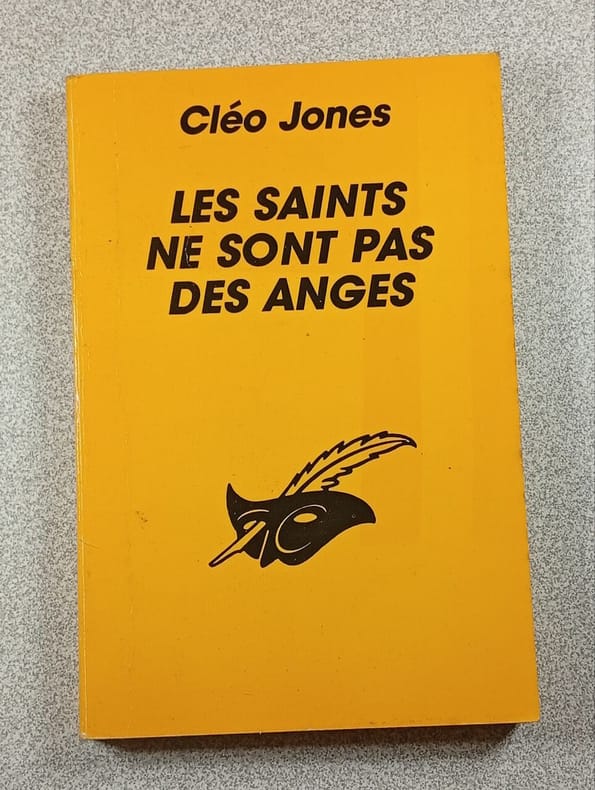 Cléo Jones
LES SAINTS
NE SONT PAS
DES ANGES